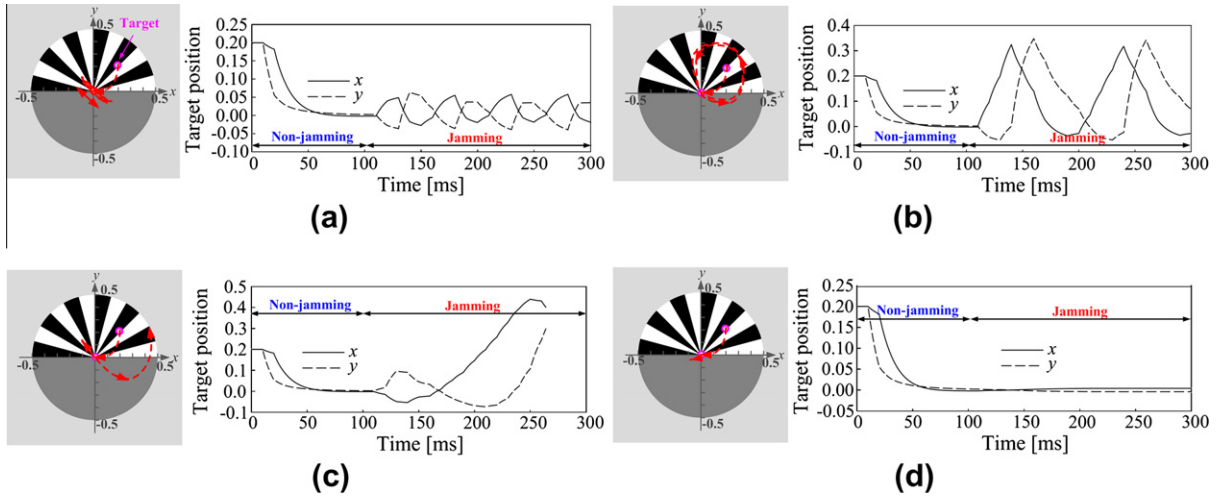 y
0.5
Target
-0.5
0.5
x
-0.5
Target position
0.25
0.20
0.15
0.10
0.05
0.00
-0.05
-0.10
x
y
Non-jamming
Jamming
0 50 100 150 200 250 300
Time [ms]
(a)
y
0.5
-0.5
0.5
x
-0.5
Target position
0.4
0.3
0.2
0.1
0.0
-0.1
x
y
Non-jamming
Jamming
0 50 100 150 200 250 300
Time [ms]
(b)
y
0.5
-0.5
0.5
x
-0.5
Target position
0.5
0.4
0.3
0.2
0.1
0.0
-0.1
Non-jamming
Jamming
x
y
0 50 100 150 200 250 300
Time [ms]
(c)
y
0.5
-0.5
0.5
x
-0.5
Target position
0.25
0.20
0.15
0.10
0.05
0.00
-0.05
Non-jamming
Jamming
x
y
0 50 100 150 200 250 300
Time [ms]
(d)